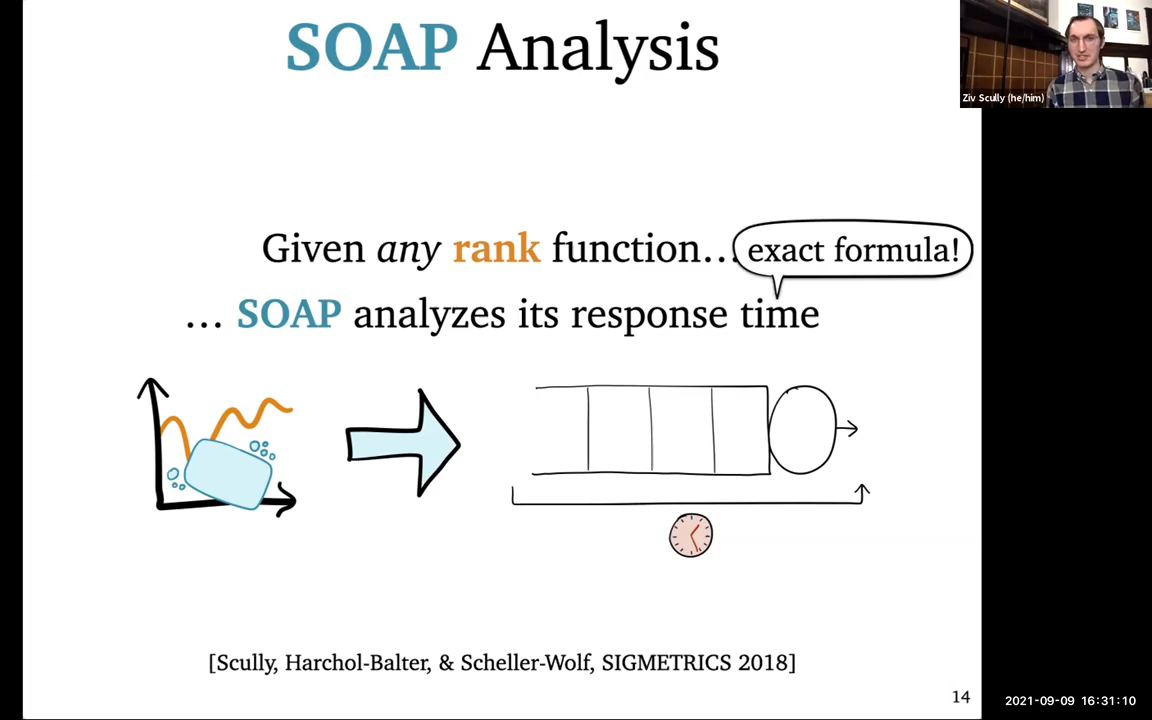 SOAP Analysis
Ziv Scully (he/him)
Given any rank function…
exact formula!
… SOAP analyzes its response time
[Scully, Harchol-Balter, & Scheller-Wolf, SIGMETRICS 2018]
14
2021-09-09 16:31:10